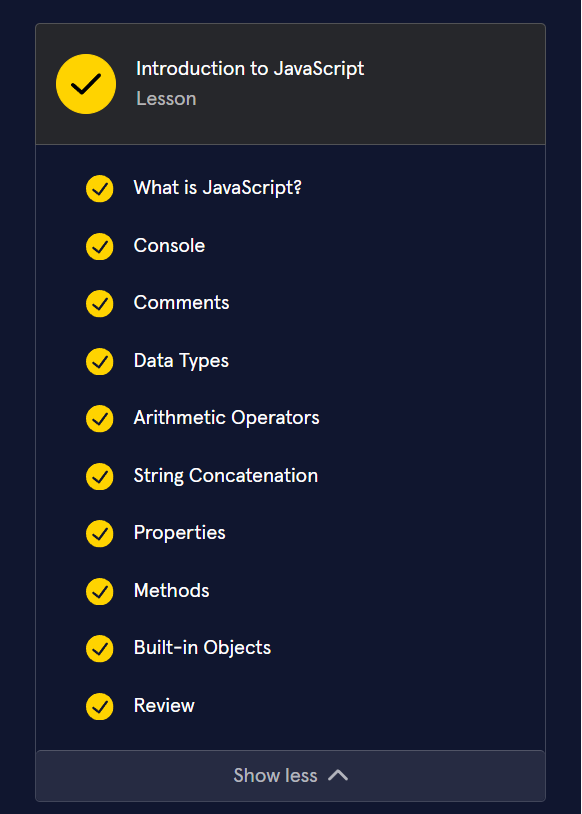 Introduction to JavaScript
Lesson
What is JavaScript?
Console
Comments
Data Types
Arithmetic Operators
String Concatenation
Properties
Methods
Built-in Objects
Review
Show less